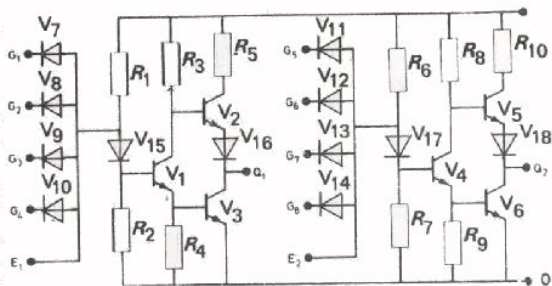 V7 V11
G1 R1 R3 R5 G5 R6 R8 R10
V8 V12
G2 G6
V9 V2 V13 V5
G3 V15 V16 G7 V17 V18
V10 V1 Q1 V14 V4 Q2
G4 V3 G8 V6
R2 R4 R7 R9
E1 E2
0